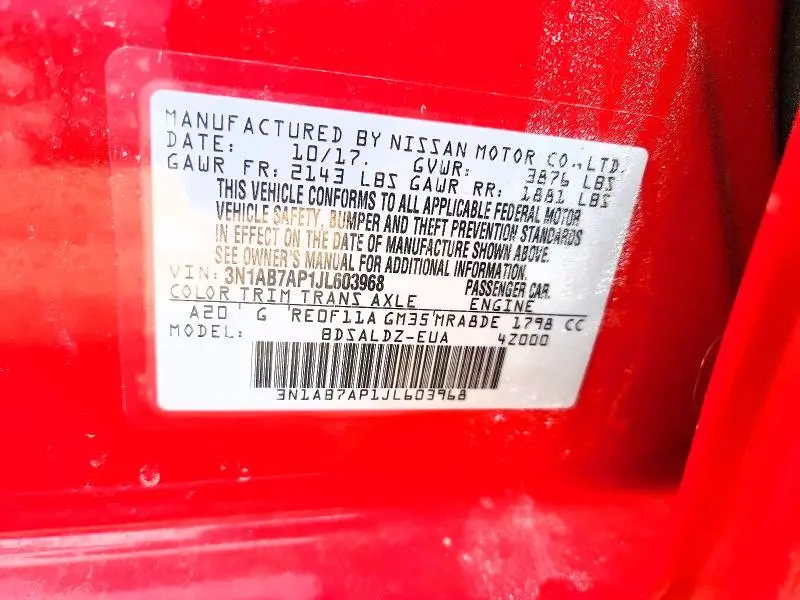 MANUFACTURED BY NISSAN MOTOR CO.,LTD.
DATE: 10/17. GVWR: 3876 LBS
GAWR FR: 2143 LBS GAWR RR: 1881 LBS
THIS VEHICLE CONFORMS TO ALL APPLICABLE FEDERAL MOTOR
VEHICLE SAFETY, BUMPER AND THEFT PREVENTION STANDARDS
IN EFFECT ON THE DATE OF MANUFACTURE SHOWN ABOVE.
SEE OWNER'S MANUAL FOR ADDITIONAL INFORMATION.
VIN: 3N1AB7AP1JL603968 PASSENGER CAR.
COLOR TRIM TRANS AXLE ENGINE
A20 G RE0F11A GM35 MRA8DE 1798 CC
MODEL: BDSALDZ-EUA 4Z000
3N1AB7AP1JL603968